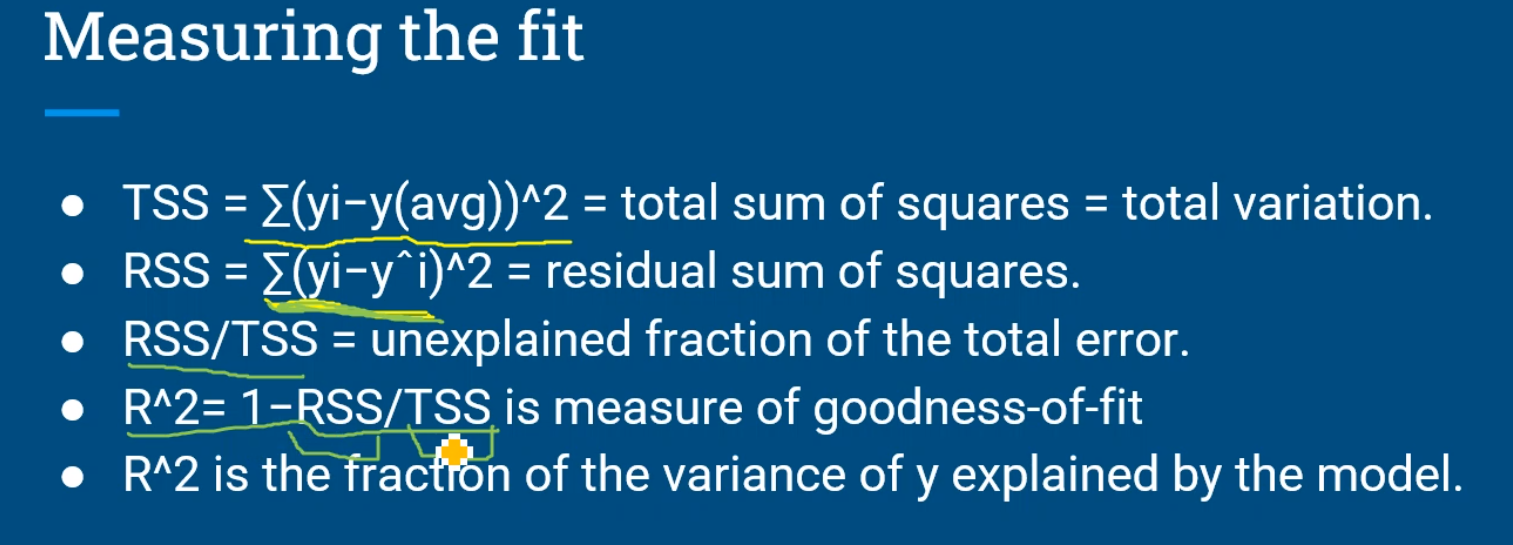 Measuring the fit
● TSS = ∑(yi−y(avg))^2 = total sum of squares = total variation.
● RSS = ∑(yi−yˆi)^2 = residual sum of squares.
● RSS/TSS = unexplained fraction of the total error.
● R^2= 1−RSS/TSS is measure of goodness-of-fit
● R^2 is the fraction of the variance of y explained by the model.